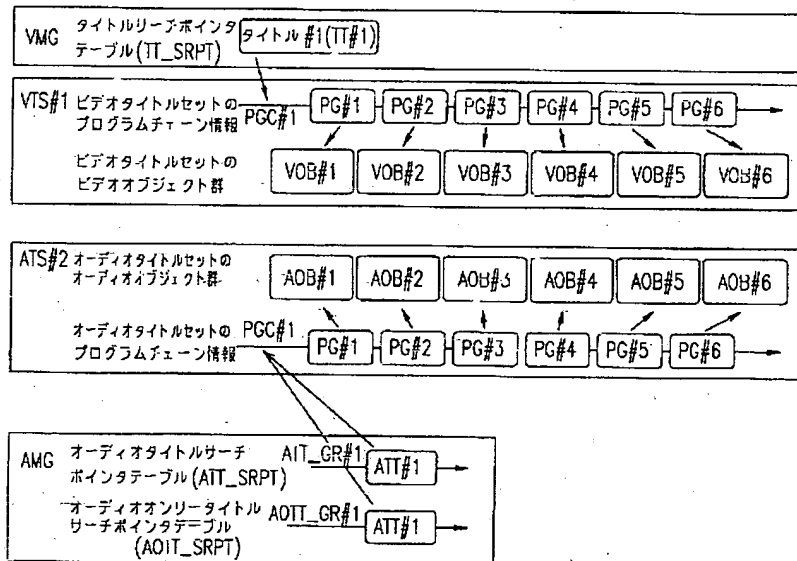 VMG タイトルサーチポインタ タイトル #1(TT#1)
テーブル(TT_SRPT)
VTS#1 ビデオタイトルセットの PGC#1 PG#1 PG#2 PG#3 PG#4 PG#5 PG#6
プログラムチェーン情報
ビデオタイトルセットの VOB#1 VOB#2 VOB#3 VOB#4 VOB#5 VOB#6
ビデオオブジェクト群
ATS#2 オーディオタイトルセットの AOB#1 AOB#2 AOB#3 AOB#4 AOB#5 AOB#6
オーディオオブジェクト群
オーディオタイトルセットの PGC#1 PG#1 PG#2 PG#3 PG#4 PG#5 PG#6
プログラムチェーン情報
AMG オーディオタイトルサーチ AIT_GR#1 ATT#1
ポインタテーブル(ATT_SRPT)
オーディオオンリータイトル AOTT_GR#1 ATT#1
サーチポインタテーブル
(AOIT_SRPT)